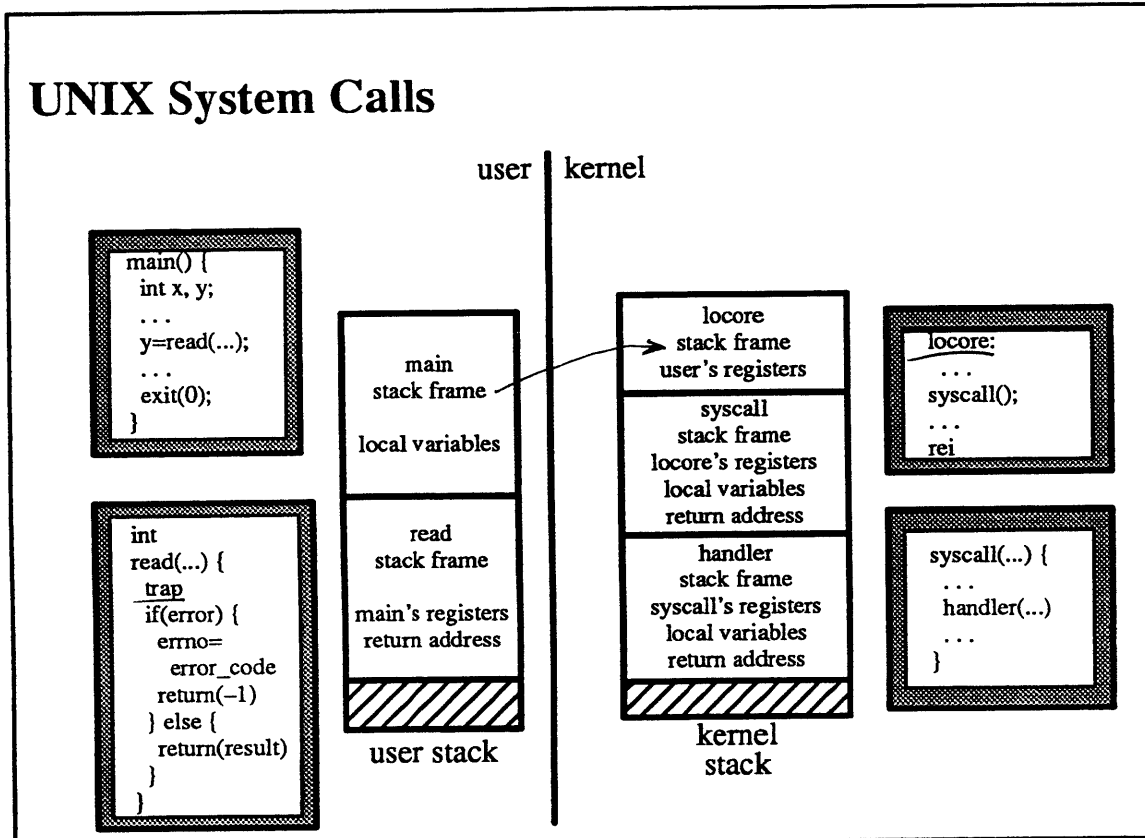 UNIX System Calls
user
kernel
main() {
int x, y;
. . .
y=read(...);
. . .
exit(0);
}
int
read(...) {
trap
if(error) {
errno=
error_code
return(–1)
} else {
return(result)
}
}
main
stack frame
local variables
read
stack frame
main's registers
return address
user stack
locore
stack frame
user's registers
syscall
stack frame
locore's registers
local variables
return address
handler
stack frame
syscall's registers
local variables
return address
kernel
stack
locore:
. . .
syscall();
. . .
rei
syscall(...) {
. . .
handler(...)
. . .
}